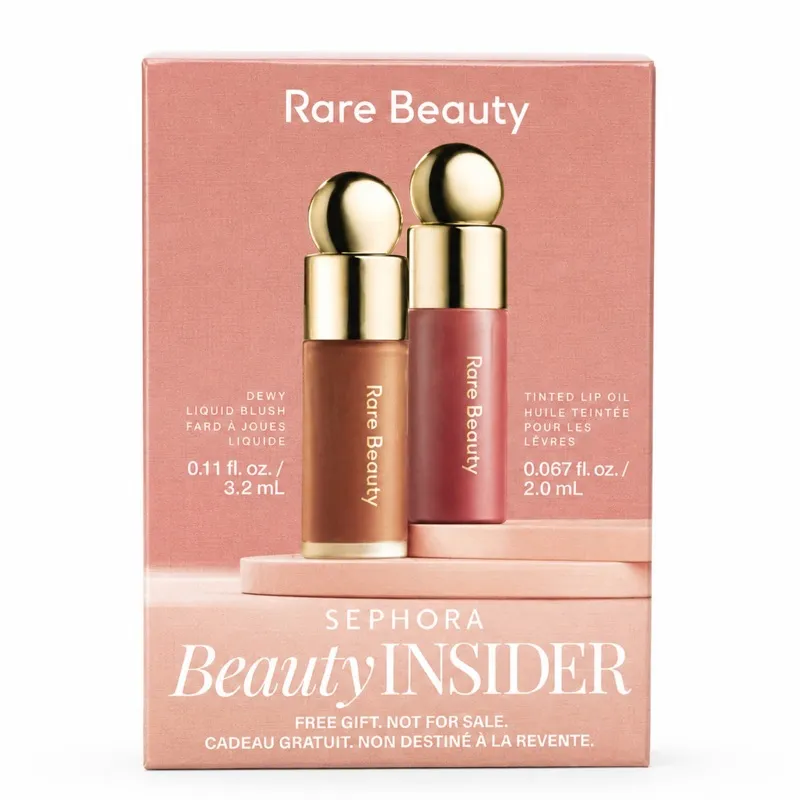 Rare Beauty
DEWY
LIQUID BLUSH
FARD À JOUES
LIQUIDE
0.11 fl. oz. /
3.2 mL
Rare Beauty
Rare Beauty
TINTED LIP OIL
HUILE TEINTÉE
POUR LES
LÈVRES
0.067 fl. oz. /
2.0 mL
SEPHORA
Beauty INSIDER
FREE GIFT. NOT FOR SALE.
CADEAU GRATUIT. NON DESTINÉ À LA REVENTE.